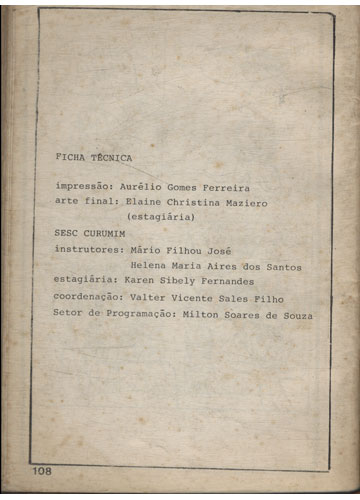 FICHA TÉCNICA
impressão: Aurélio Gomes Ferreira
arte final: Elaine Christina Maziero
(estagiária)
SESC CURUMIM
instrutores: Mário Filhou José
Helena Maria Aires dos Santos
estagiária: Karen Sibely Fernandes
coordenação: Valter Vicente Sales Filho
Setor de Programação: Milton Soares de Souza
108